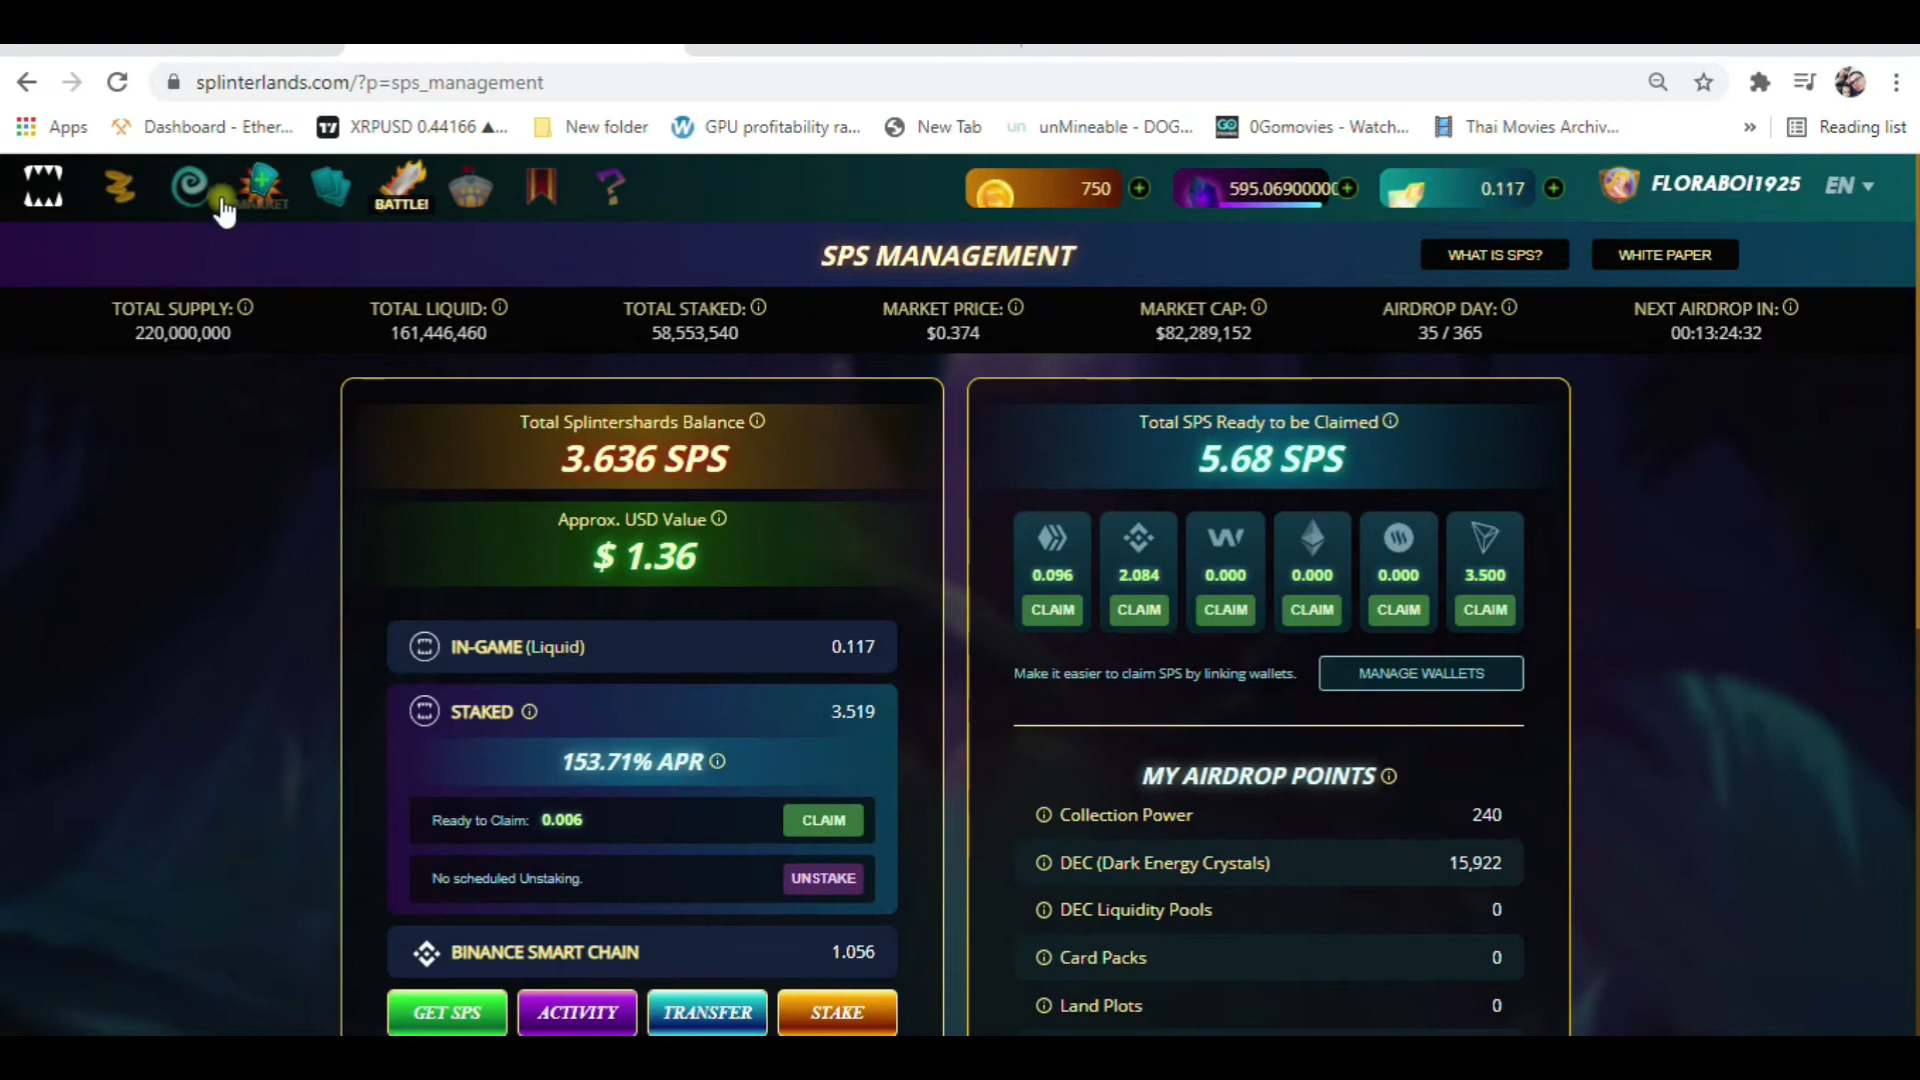 splinterlands.com/?p=sps_management
Apps
Dashboard - Ether...
XRPUSD 0.44166 ▲...
New folder
GPU profitability ra...
New Tab
unMineable - DOG...
0Gomovies - Watch...
Thai Movies Archiv...
»
Reading list
MARKET
BATTLE!
750
595.0690000
0.117
FLORABOI1925
EN
SPS MANAGEMENT
WHAT IS SPS?
WHITE PAPER
TOTAL SUPPLY:
220,000,000
TOTAL LIQUID:
161,446,460
TOTAL STAKED:
58,553,540
MARKET PRICE:
$0.374
MARKET CAP:
$82,289,152
AIRDROP DAY:
35 / 365
NEXT AIRDROP IN:
00:13:24:32
Total Splintershards Balance
3.636 SPS
Approx. USD Value
$ 1.36
IN-GAME (Liquid) 0.117
STAKED 3.519
153.71% APR
Ready to Claim: 0.006 CLAIM
No scheduled Unstaking. UNSTAKE
BINANCE SMART CHAIN 1.056
GET SPS ACTIVITY TRANSFER STAKE
Total SPS Ready to be Claimed
5.68 SPS
0.096 2.084 0.000 0.000 0.000 3.500
CLAIM CLAIM CLAIM CLAIM CLAIM CLAIM
Make it easier to claim SPS by linking wallets. MANAGE WALLETS
MY AIRDROP POINTS
Collection Power 240
DEC (Dark Energy Crystals) 15,922
DEC Liquidity Pools 0
Card Packs 0
Land Plots 0